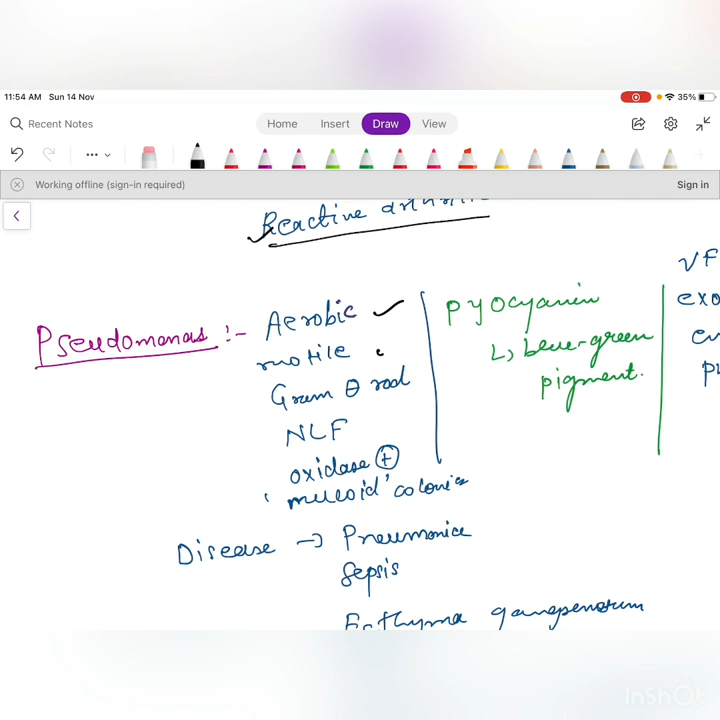 11:54 AM Sun 14 Nov
35%
Recent Notes
Home Insert Draw View
Working offline (sign-in required)
Sign in
Reactive
Pseudomonas :-
Aerobic
motile
Gram ⊖ rod
NLF
oxidase ⊕
'mucoid' colonies
Pyocyanin
↳ blue-green
pigment.
VF
exo
en
Disease → Pneumonia
Sepsis
Ecthyma gangrenosum
InShOt